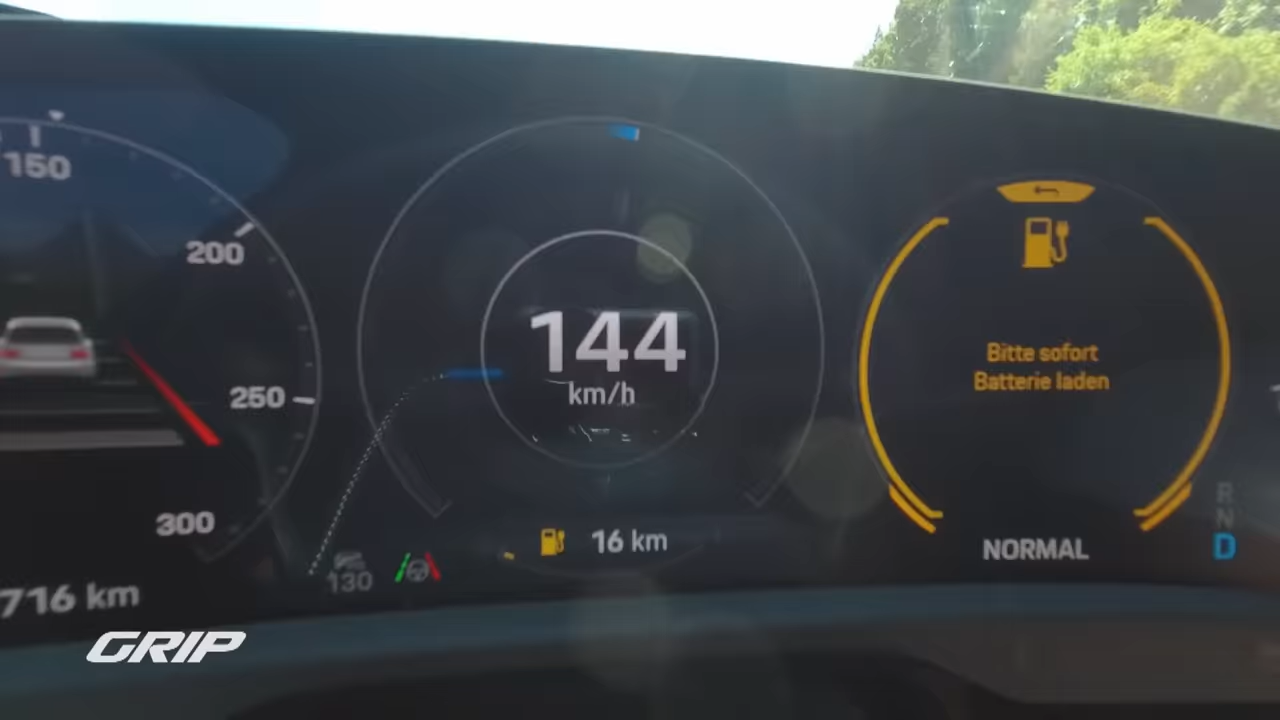 150
200
250
300
716 km
144
km/h
130
16 km
Bitte sofort
Batterie laden
NORMAL
R
N
D
GRIP